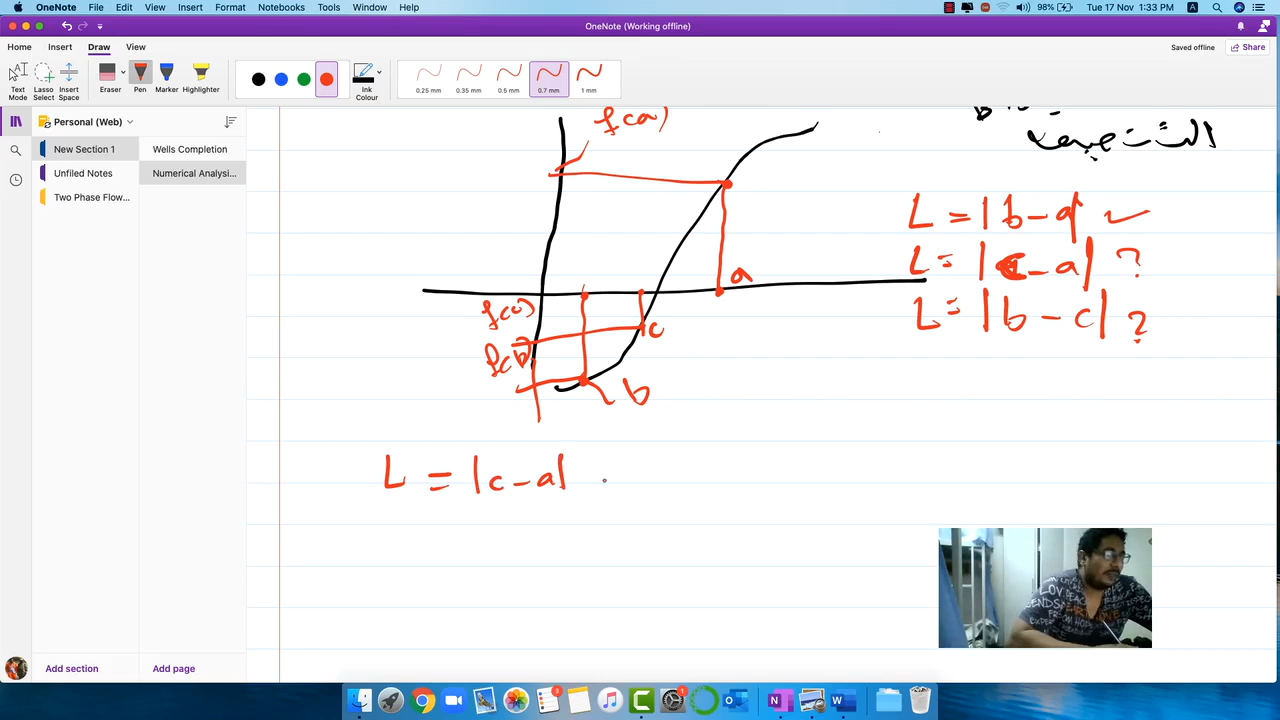 OneNote File Edit View Insert Format Notebooks Tools Window Help 98% Tue 17 Nov 1:33 PM A
OneNote (Working offline)
Home Insert Draw View Saved offline Share
Text Mode Lasso Select Insert Space Eraser Pen Marker Highlighter Ink Colour 0.25 mm 0.35 mm 0.5 mm 0.7 mm 1 mm
Personal (Web)
New Section 1 Wells Completion
Unfiled Notes Numerical Analysi...
Two Phase Flow...
f(a)
L = |b - a| ✓
L = |c - a| ?
L = |b - c| ?
a
f(c)
c
f(b)
b
L = |c - a|
Add section Add page